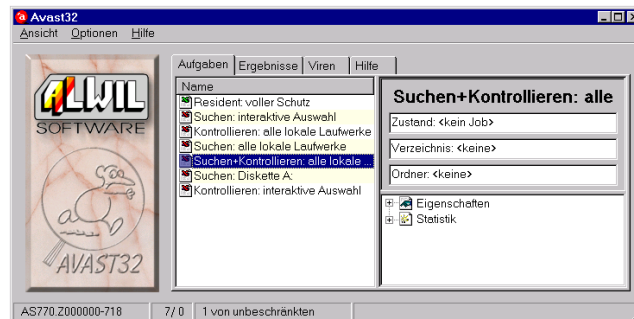 Avast32
Ansicht Optionen Hilfe
ALWIL
SOFTWARE
AVAST32
Aufgaben Ergebnisse Viren Hilfe
Name
Resident: voller Schutz
Suchen: interaktive Auswahl
Kontrollieren: alle lokale Laufwerke
Suchen: alle lokale Laufwerke
Suchen+Kontrollieren: alle lokale ...
Suchen: Diskette A:
Kontrollieren: interaktive Auswahl
Suchen+Kontrollieren: alle
Zustand: <kein Job>
Verzeichnis: <keine>
Ordner: <keine>
Eigenschaften
Statistik
AS770.Z000000-718 7/ 0 1 von unbeschränkten